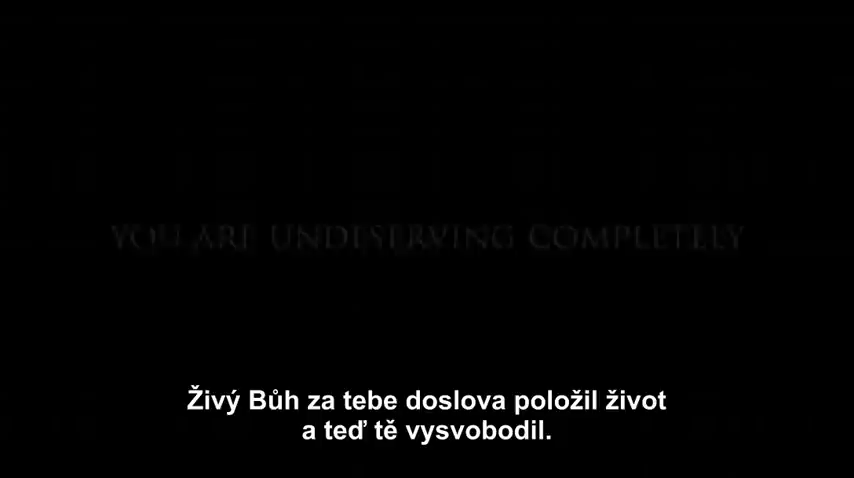 YOU ARE UNDESERVING COMPLETELY
Živý Bůh za tebe doslova položil život
a teď tě vysvobodil.